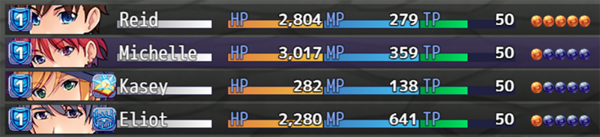 1 Reid HP 2,804 MP 279 TP 50
1 Michelle HP 3,017 MP 359 TP 50
1 Kasey HP 282 MP 138 TP 50
1 Eliot HP 2,280 MP 641 TP 50